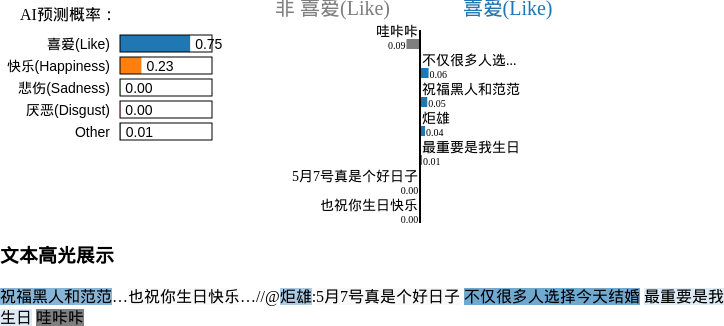 AI预测概率：
喜爱(Like) 0.75
快乐(Happiness) 0.23
悲伤(Sadness) 0.00
厌恶(Disgust) 0.00
Other 0.01
非 喜爱(Like) 喜爱(Like)
哇咔咔
0.09
不仅很多人选...
0.06
祝福黑人和范范
0.05
炬雄
0.04
最重要是我生日
0.01
5月7号真是个好日子
0.00
也祝你生日快乐
0.00
文本高光展示
祝福黑人和范范…也祝你生日快乐…//@炬雄:5月7号真是个好日子 不仅很多人选择今天结婚 最重要是我
生日 哇咔咔